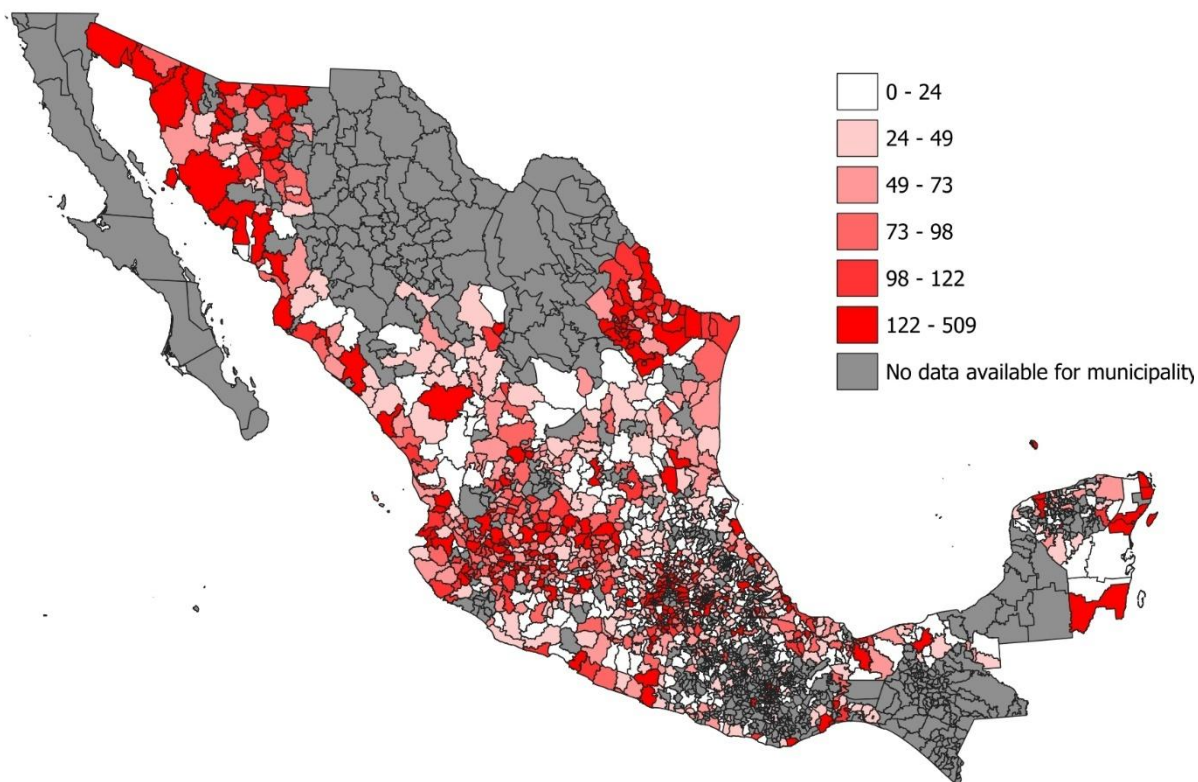 0 - 24
24 - 49
49 - 73
73 - 98
98 - 122
122 - 509
No data available for municipality